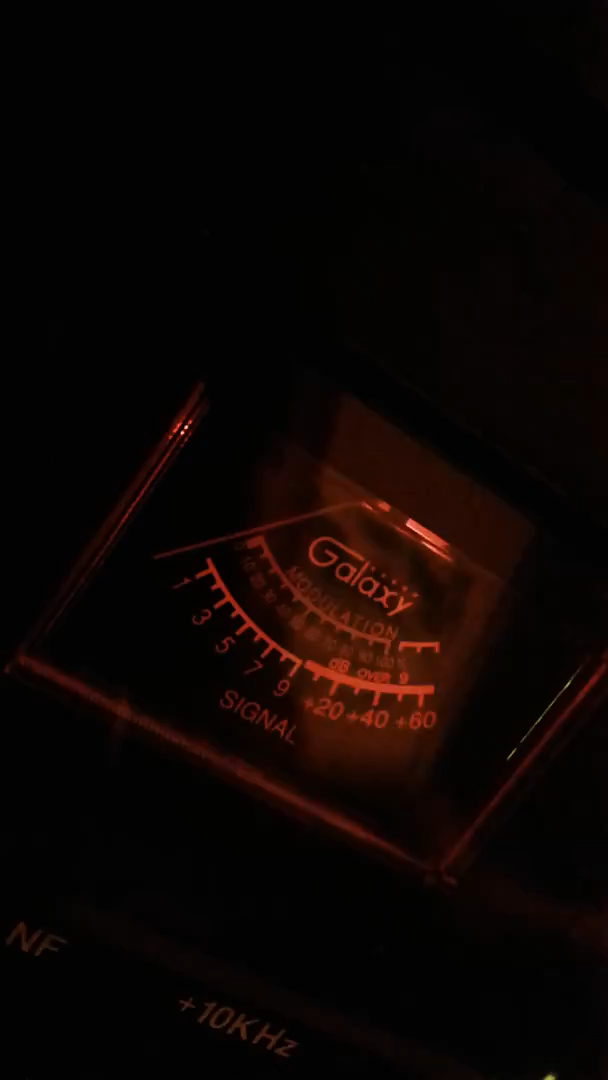 Galaxy
MODULATION
dB OVER 9
1 3 5 7 9 +20 +40 +60
SIGNAL
NF
+10KHz